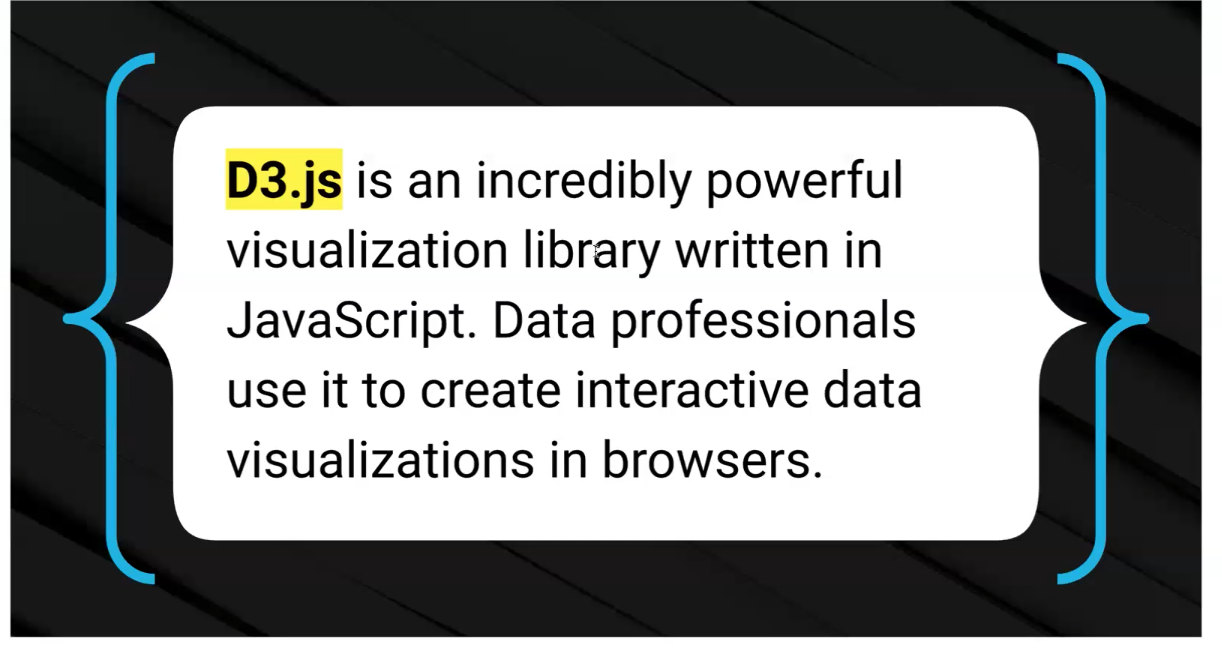 D3.js is an incredibly powerful
visualization library written in
JavaScript. Data professionals
use it to create interactive data
visualizations in browsers.